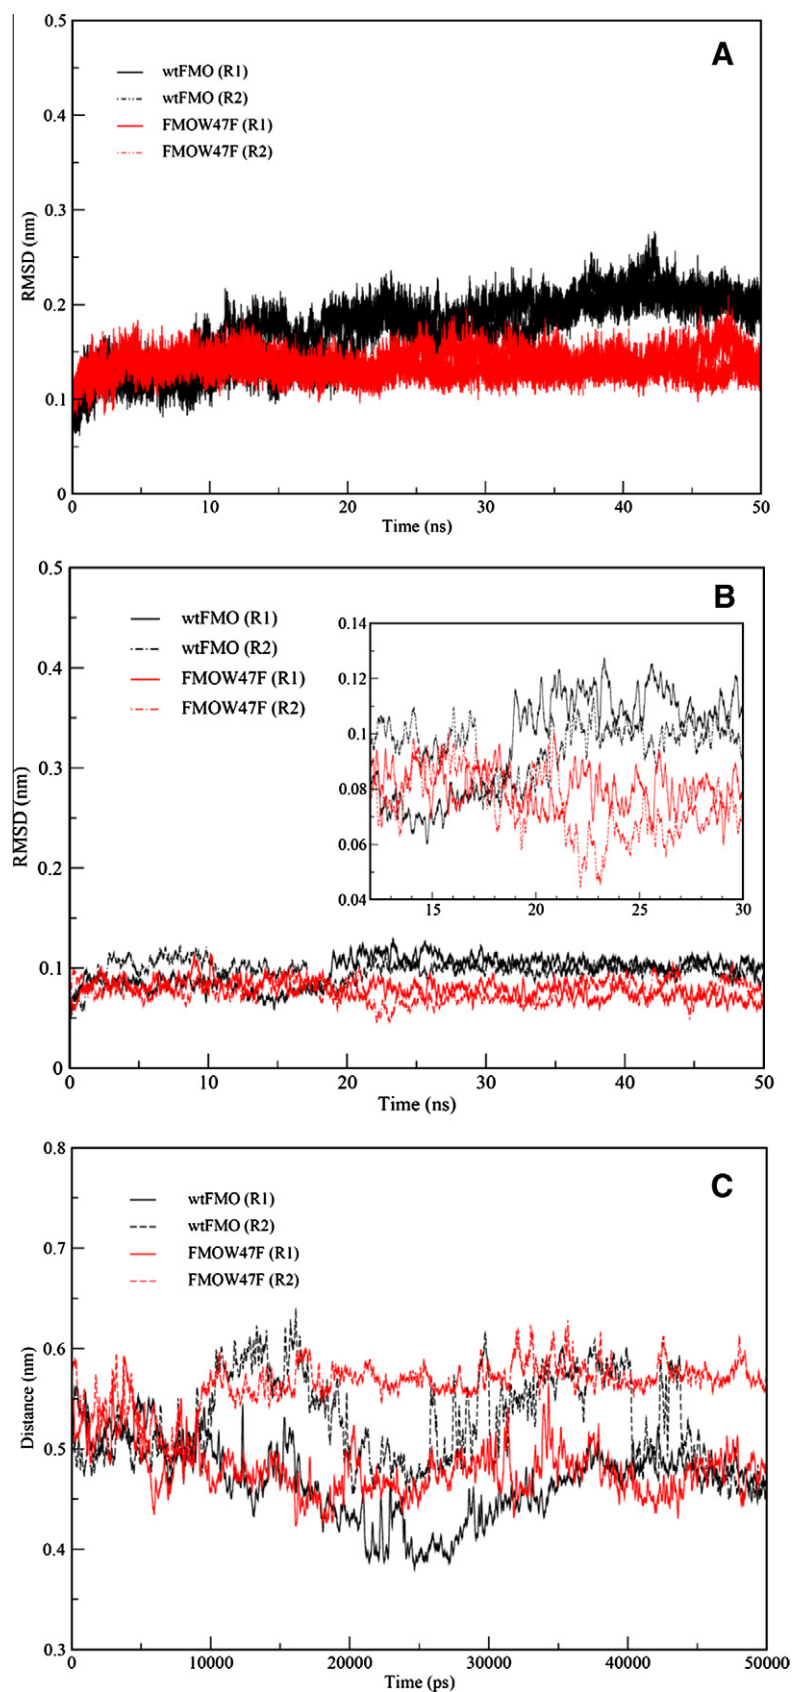 A
wtFMO (R1)
wtFMO (R2)
FMOW47F (R1)
FMOW47F (R2)
RMSD (nm)
0.5
0.4
0.3
0.2
0.1
0
0 10 20 30 40 50
Time (ns)
B
wtFMO (R1)
wtFMO (R2)
FMOW47F (R1)
FMOW47F (R2)
RMSD (nm)
0.5
0.4
0.3
0.2
0.1
0
0.14
0.12
0.1
0.08
0.06
0.04
15 20 25 30
0 10 20 30 40 50
Time (ns)
C
wtFMO (R1)
wtFMO (R2)
FMOW47F (R1)
FMOW47F (R2)
Distance (nm)
0.8
0.7
0.6
0.5
0.4
0.3
0 10000 20000 30000 40000 50000
Time (ps)